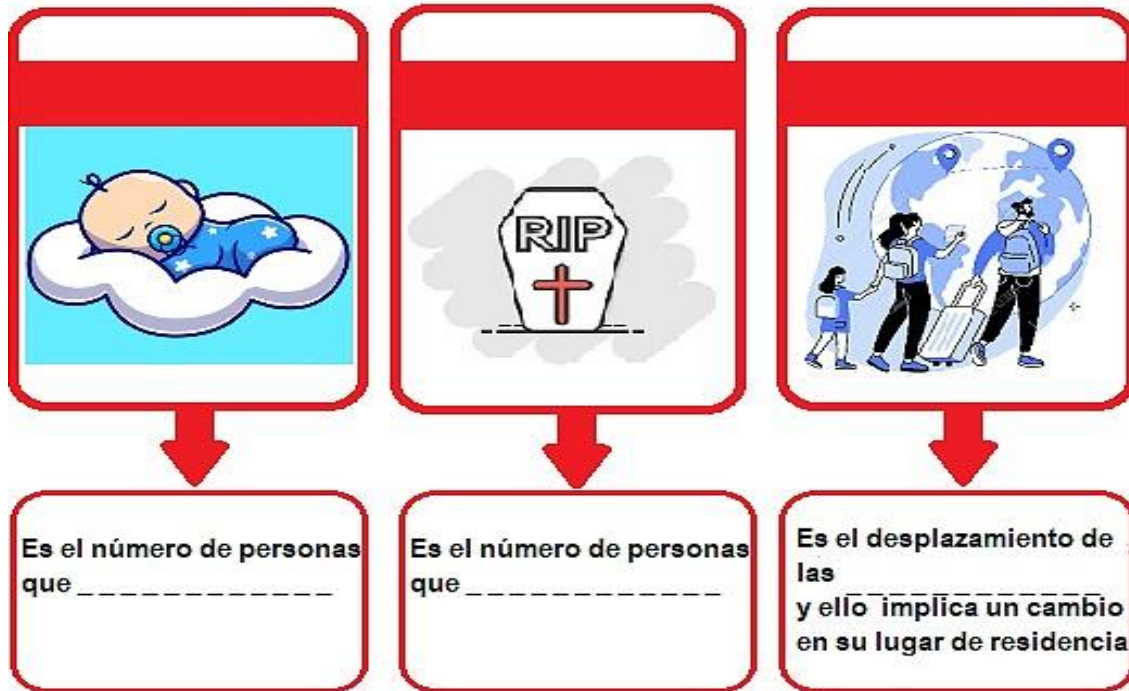 RIP
Es el número de personas
que _ _ _ _ _ _ _ _ _ _ _ _ _
Es el número de personas
que _ _ _ _ _ _ _ _ _ _ _ _ _
Es el desplazamiento de
las
_ _ _ _ _ _ _ _ _ _ _ _ _
y ello implica un cambio
en su lugar de residencia